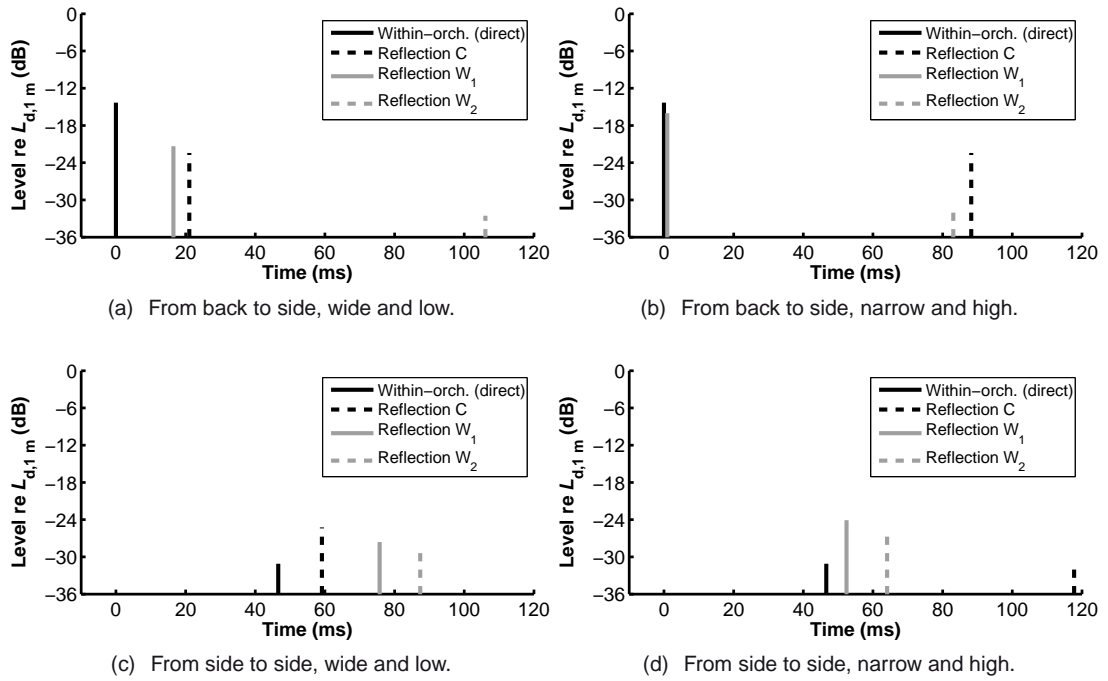 0
−6
−12
−18
−24
−30
−36
Level re L_d,1 m (dB)
Within−orch. (direct)
Reflection C
Reflection W_1
Reflection W_2
0 20 40 60 80 100 120
Time (ms)
(a) From back to side, wide and low.
0
−6
−12
−18
−24
−30
−36
Level re L_d,1 m (dB)
Within−orch. (direct)
Reflection C
Reflection W_1
Reflection W_2
0 20 40 60 80 100 120
Time (ms)
(b) From back to side, narrow and high.
0
−6
−12
−18
−24
−30
−36
Level re L_d,1 m (dB)
Within−orch. (direct)
Reflection C
Reflection W_1
Reflection W_2
0 20 40 60 80 100 120
Time (ms)
(c) From side to side, wide and low.
0
−6
−12
−18
−24
−30
−36
Level re L_d,1 m (dB)
Within−orch. (direct)
Reflection C
Reflection W_1
Reflection W_2
0 20 40 60 80 100 120
Time (ms)
(d) From side to side, narrow and high.